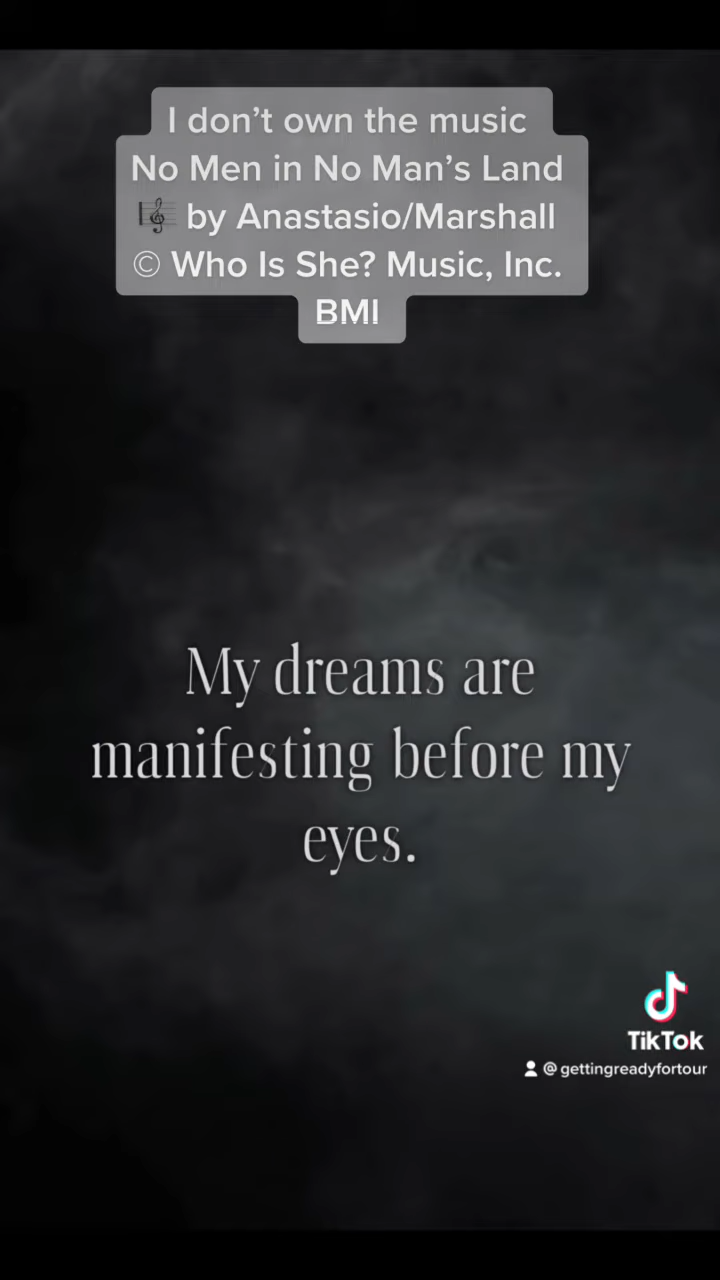 I don’t own the music
No Men in No Man’s Land
🎼 by Anastasio/Marshall
© Who Is She? Music, Inc.
BMI
My dreams are
manifesting before my
eyes.
TikTok
@gettingreadyfortour